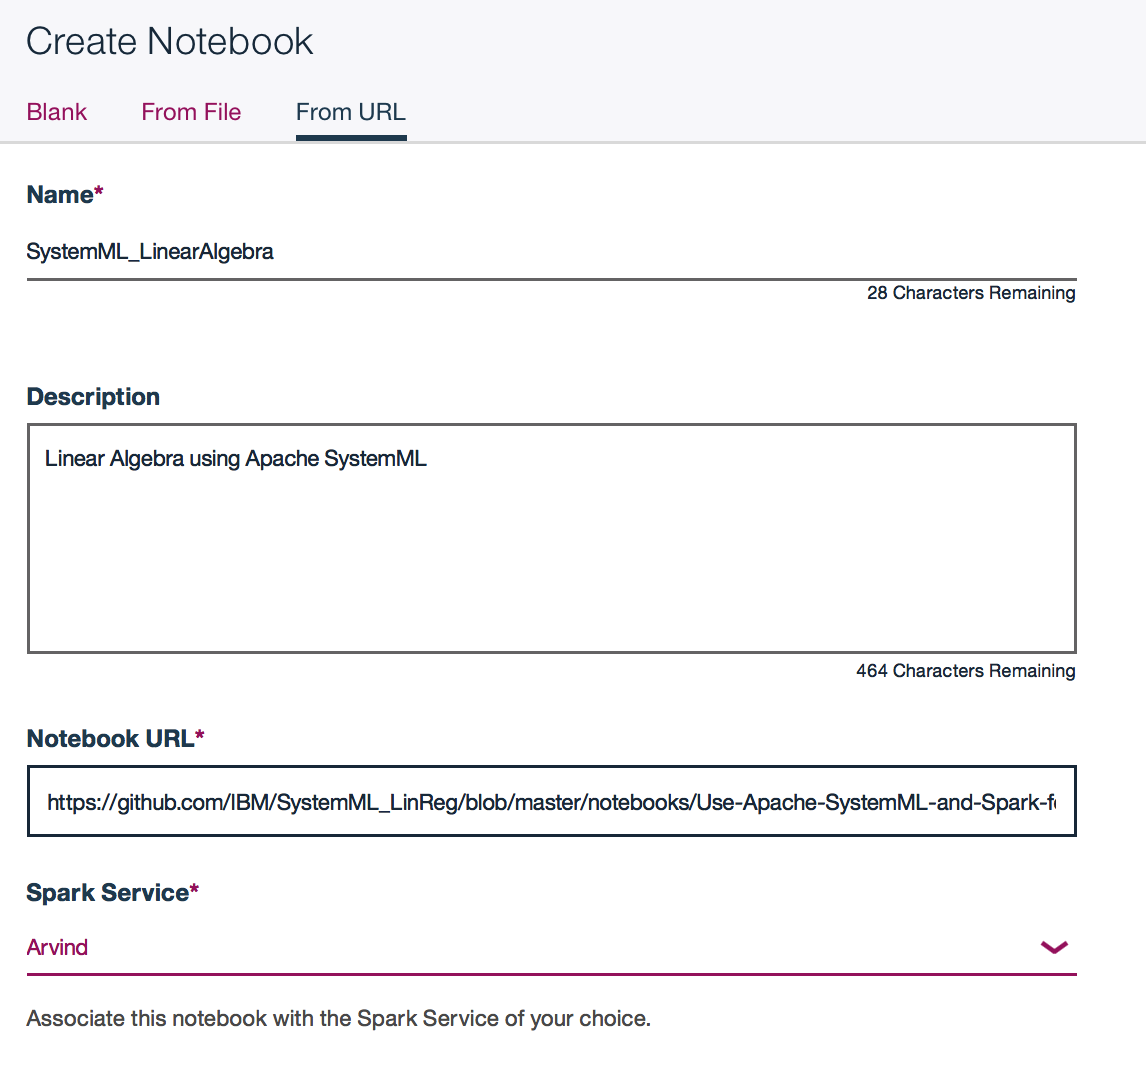 Create Notebook
Blank From File From URL
Name*
SystemML_LinearAlgebra
28 Characters Remaining
Description
Linear Algebra using Apache SystemML
464 Characters Remaining
Notebook URL*
https://github.com/IBM/SystemML_LinReg/blob/master/notebooks/Use-Apache-SystemML-and-Spark-f
Spark Service*
Arvind
Associate this notebook with the Spark Service of your choice.